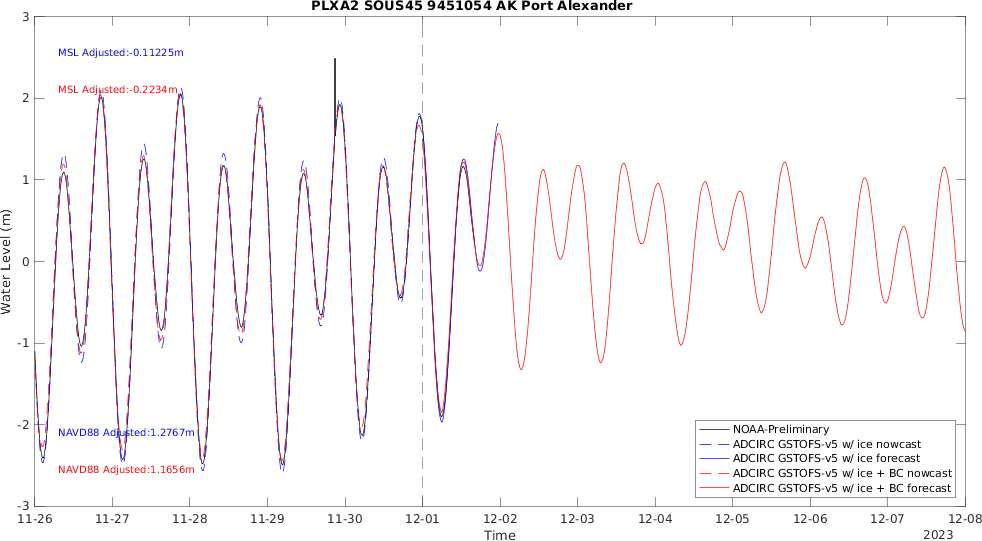 PLXA2 SOUS45 9451054 AK Port Alexander
MSL Adjusted:-0.11225m
MSL Adjusted:-0.2234m
NAVD88 Adjusted:1.2767m
NAVD88 Adjusted:1.1656m
Water Level (m)
3
2
1
0
-1
-2
-3
NOAA-Preliminary
ADCIRC GSTOFS-v5 w/ ice nowcast
ADCIRC GSTOFS-v5 w/ ice forecast
ADCIRC GSTOFS-v5 w/ ice + BC nowcast
ADCIRC GSTOFS-v5 w/ ice + BC forecast
11-26 11-27 11-28 11-29 11-30 12-01 12-02 12-03 12-04 12-05 12-06 12-07 12-08
Time
2023